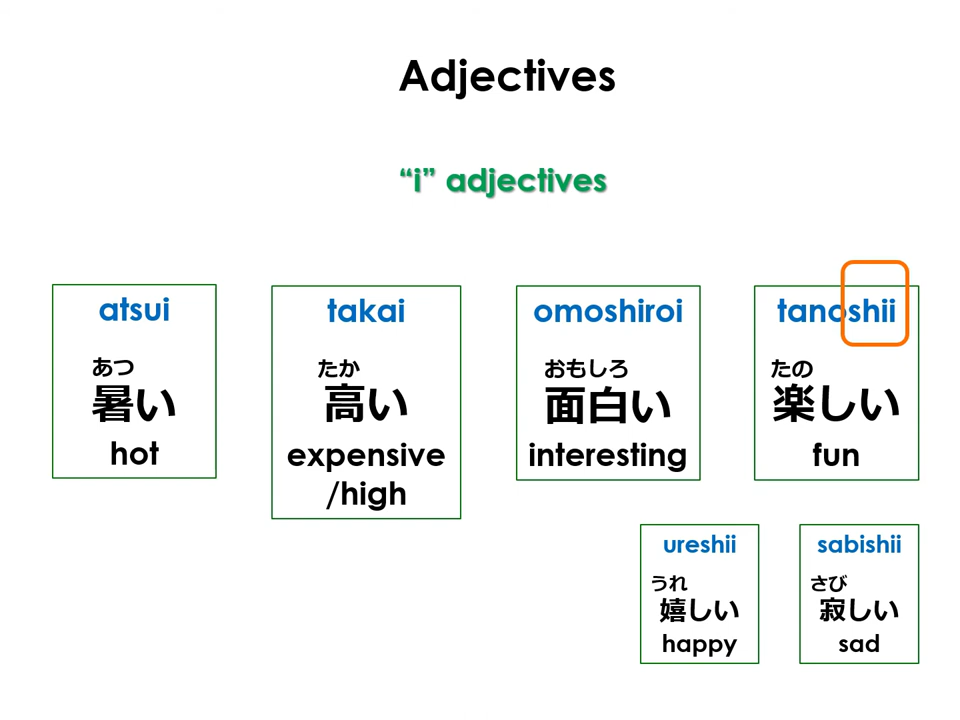 Adjectives
“i” adjectives
atsui
あつ
暑い
hot
takai
たか
高い
expensive
/high
omoshiroi
おもしろ
面白い
interesting
tanoshii
たの
楽しい
fun
ureshii
うれ
嬉しい
happy
sabishii
さび
寂しい
sad